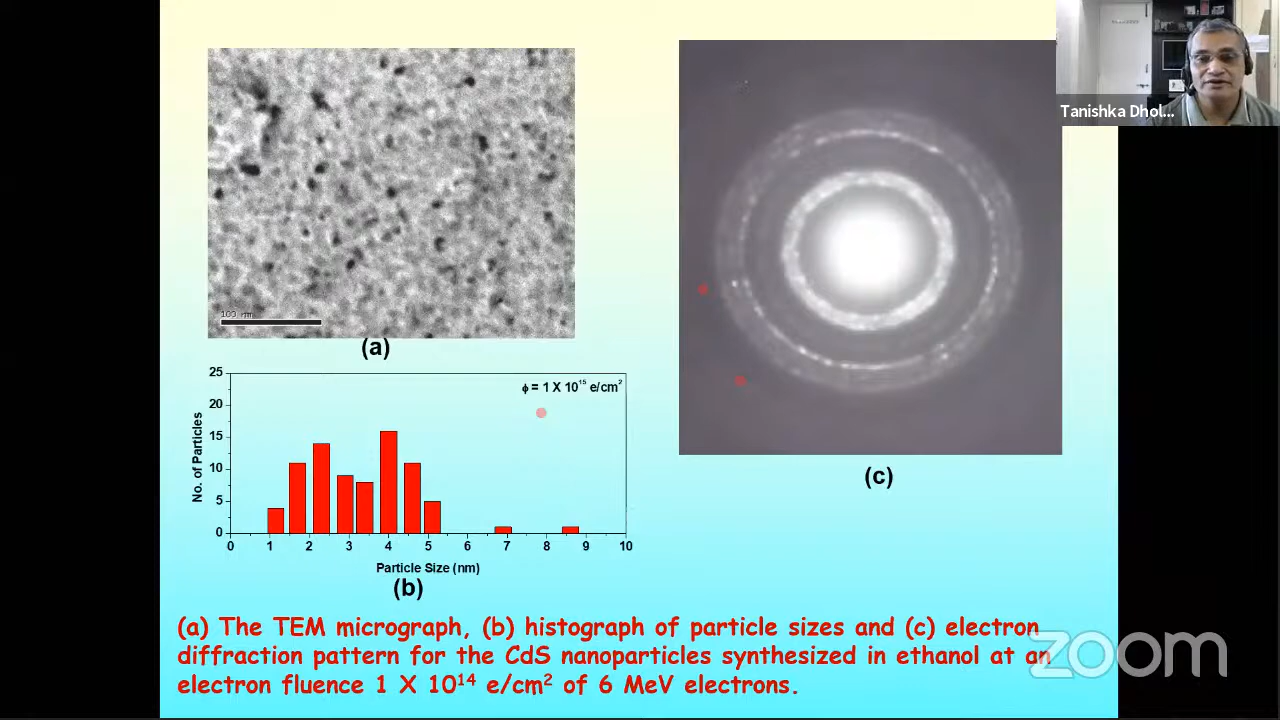 Tanishka Dhol...
100 nm
(a)
25
20
15
10
5
0
No. of Particles
ϕ = 1 X 10¹⁵ e/cm²
0 1 2 3 4 5 6 7 8 9 10
Particle Size (nm)
(b)
(c)
(a) The TEM micrograph, (b) histograph of particle sizes and (c) electron
diffraction pattern for the CdS nanoparticles synthesized in ethanol at an
electron fluence 1 X 10¹⁴ e/cm² of 6 MeV electrons.
zoom